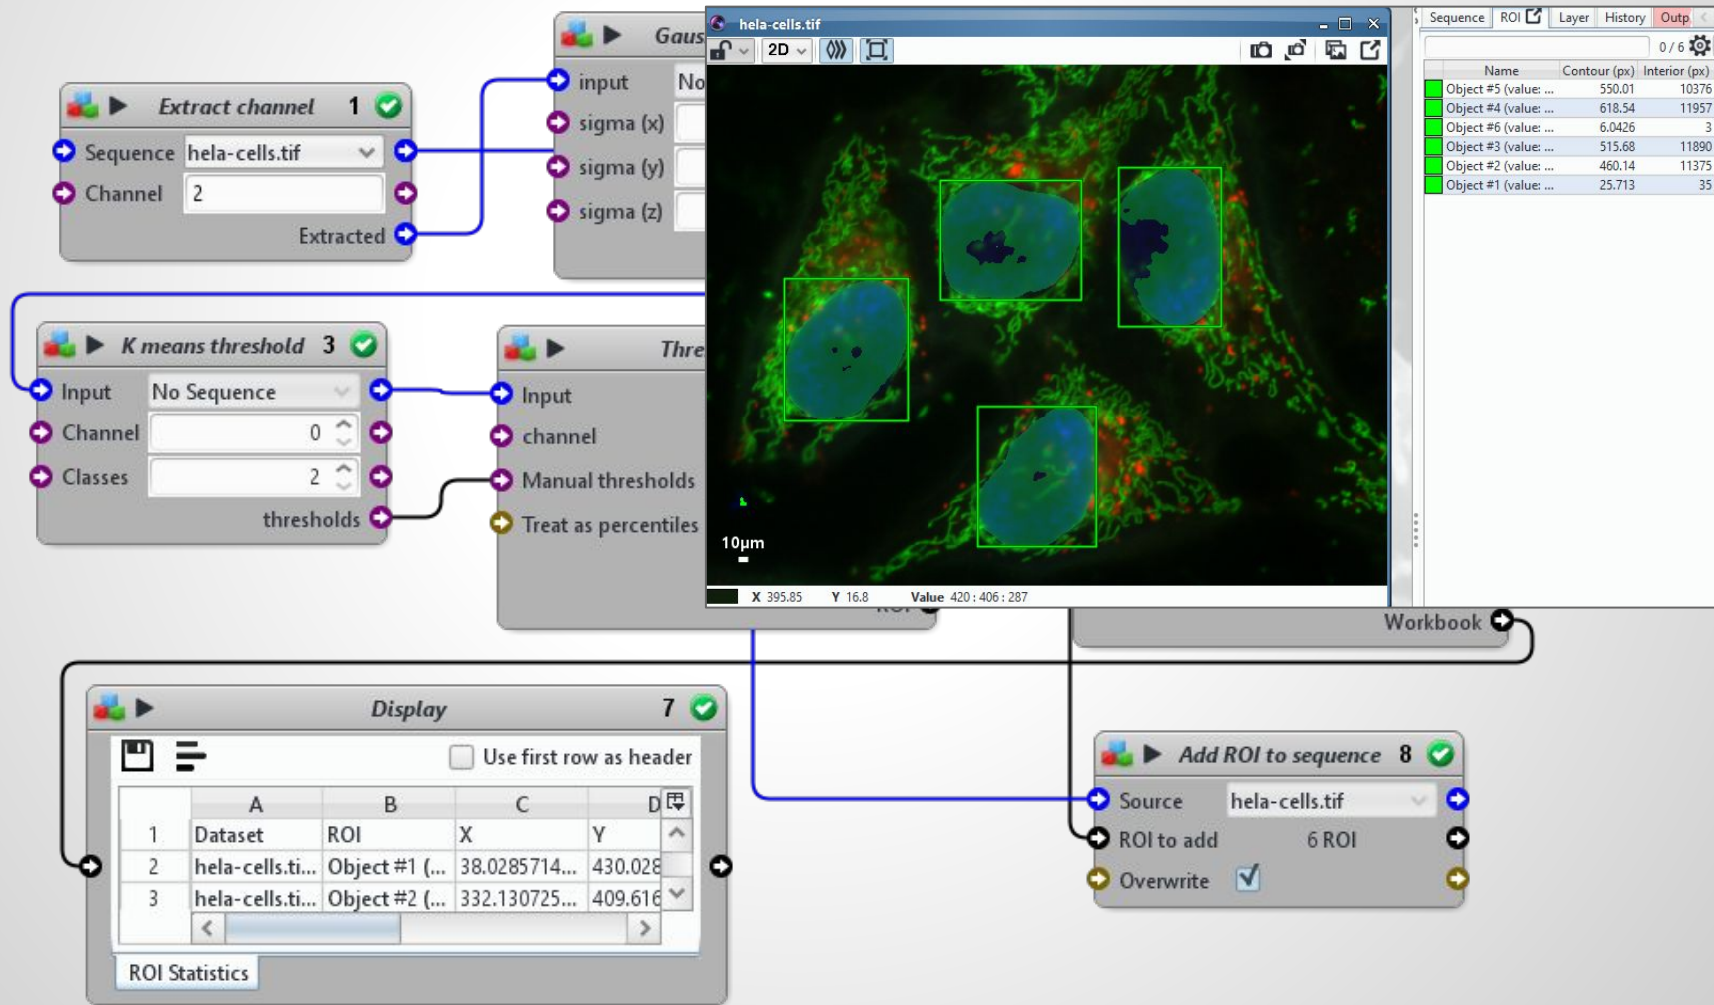 Extract channel 1
Sequence hela-cells.tif
Channel 2
Extracted
Gaus
input No
sigma (x)
sigma (y)
sigma (z)
K means threshold 3
Input No Sequence
Channel 0
Classes 2
thresholds
Thre
Input
channel
Manual thresholds
Treat as percentiles
hela-cells.tif
2D
10µm
X 395.85 Y 16.8 Value 420 : 406 : 287
Sequence ROI Layer History Outp
0 / 6
Name Contour (px) Interior (px)
Object #5 (value: ... 550.01 10376
Object #4 (value: ... 618.54 11957
Object #6 (value: ... 6.0426 3
Object #3 (value: ... 515.68 11890
Object #2 (value: ... 460.14 11375
Object #1 (value: ... 25.713 35
Workbook
Display 7
Use first row as header
A B C D
1 Dataset ROI X Y
2 hela-cells.ti... Object #1 (... 38.0285714... 430.028
3 hela-cells.ti... Object #2 (... 332.130725... 409.616
ROI Statistics
Add ROI to sequence 8
Source hela-cells.tif
ROI to add 6 ROI
Overwrite